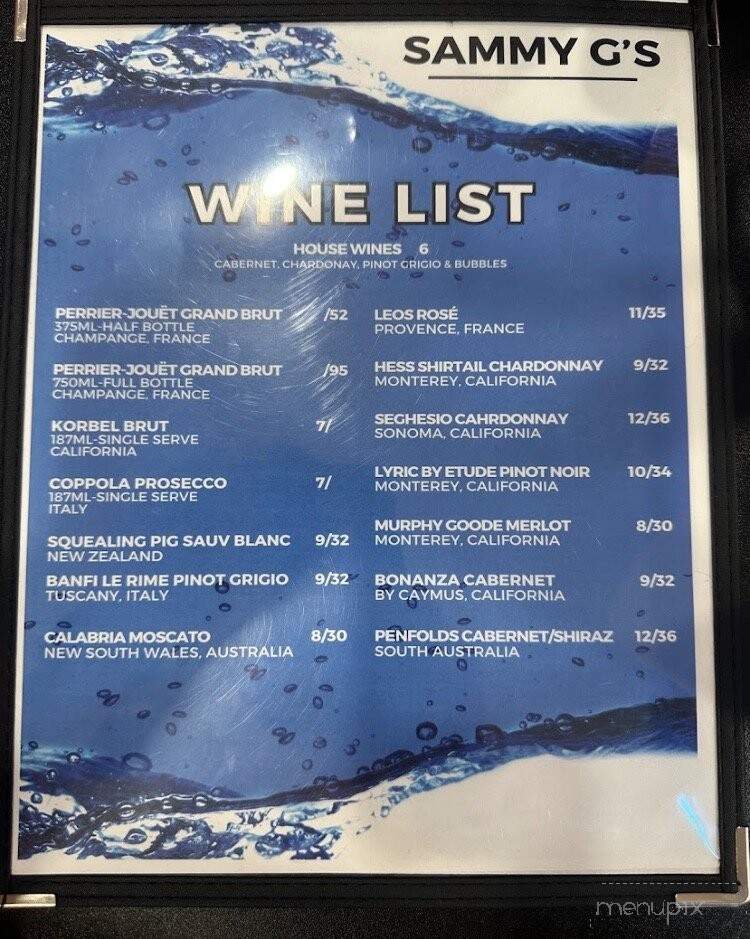 SAMMY G'S
WINE LIST
HOUSE WINES 6
CABERNET, CHARDONAY, PINOT GRIGIO & BUBBLES
PERRIER-JOUËT GRAND BRUT /52
375ML-HALF BOTTLE
CHAMPANGE, FRANCE
PERRIER-JOUËT GRAND BRUT /95
750ML-FULL BOTTLE
CHAMPANGE, FRANCE
KORBEL BRUT 7/
187ML-SINGLE SERVE
CALIFORNIA
COPPOLA PROSECCO 7/
187ML-SINGLE SERVE
ITALY
SQUEALING PIG SAUV BLANC 9/32
NEW ZEALAND
BANFI LE RIME PINOT GRIGIO 9/32
TUSCANY, ITALY
CALABRIA MOSCATO 8/30
NEW SOUTH WALES, AUSTRALIA
LEOS ROSÉ 11/35
PROVENCE, FRANCE
HESS SHIRTAIL CHARDONNAY 9/32
MONTEREY, CALIFORNIA
SEGHESIO CAHRDONNAY 12/36
SONOMA, CALIFORNIA
LYRIC BY ETUDE PINOT NOIR 10/34
MONTEREY, CALIFORNIA
MURPHY GOODE MERLOT 8/30
MONTEREY, CALIFORNIA
BONANZA CABERNET 9/32
BY CAYMUS, CALIFORNIA
PENFOLDS CABERNET/SHIRAZ 12/36
SOUTH AUSTRALIA
menupix